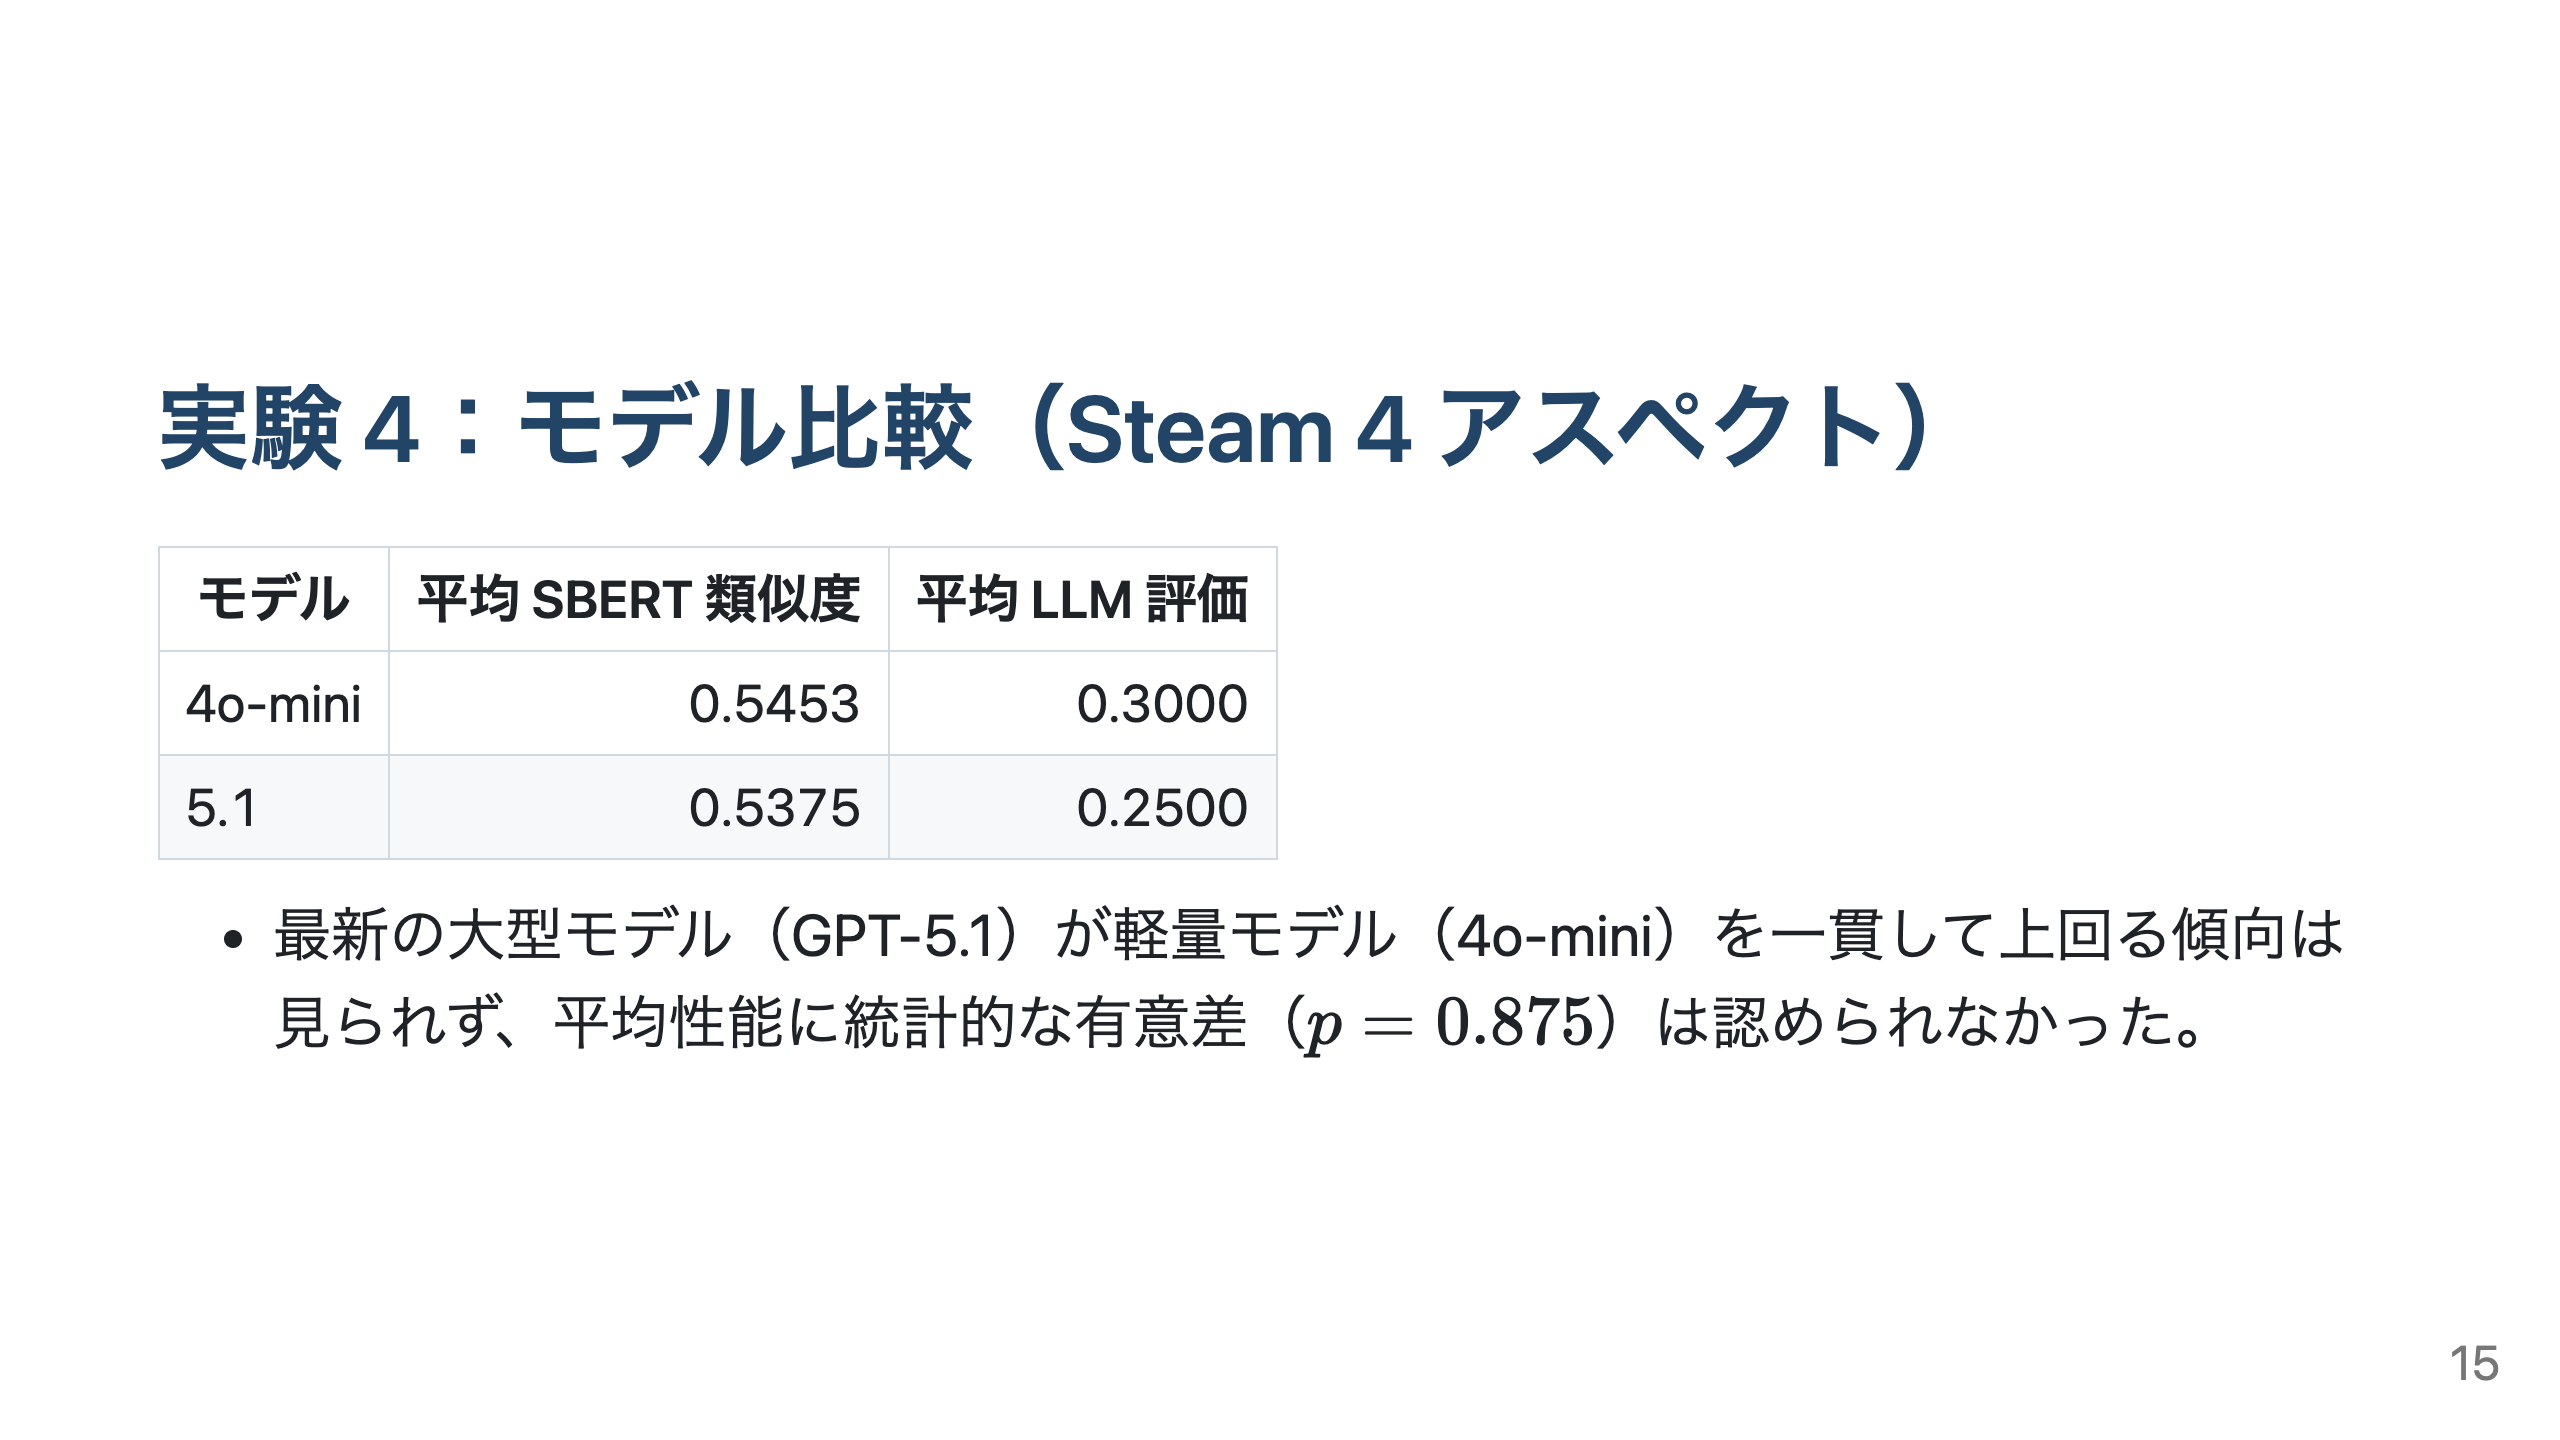 実験 4：モデル比較（Steam 4 アスペクト）
モデル 平均 SBERT 類似度 平均 LLM 評価
4o-mini 0.5453 0.3000
5.1 0.5375 0.2500
• 最新の大型モデル（GPT-5.1）が軽量モデル（4o-mini）を一貫して上回る傾向は
見られず、平均性能に統計的な有意差（p = 0.875）は認められなかった。
15